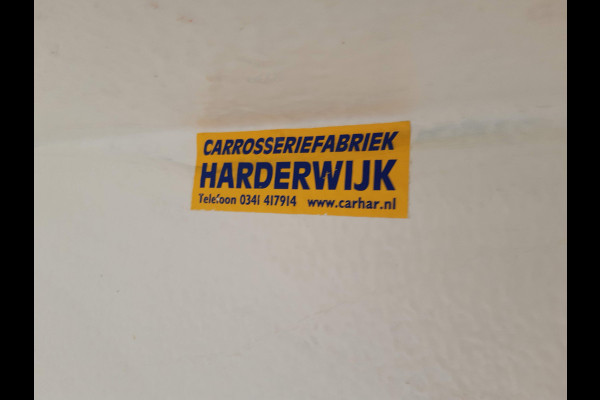 CARROSSERIEFABRIEK
HARDERWIJK
Telefoon 0341 417914 www.carhar.nl